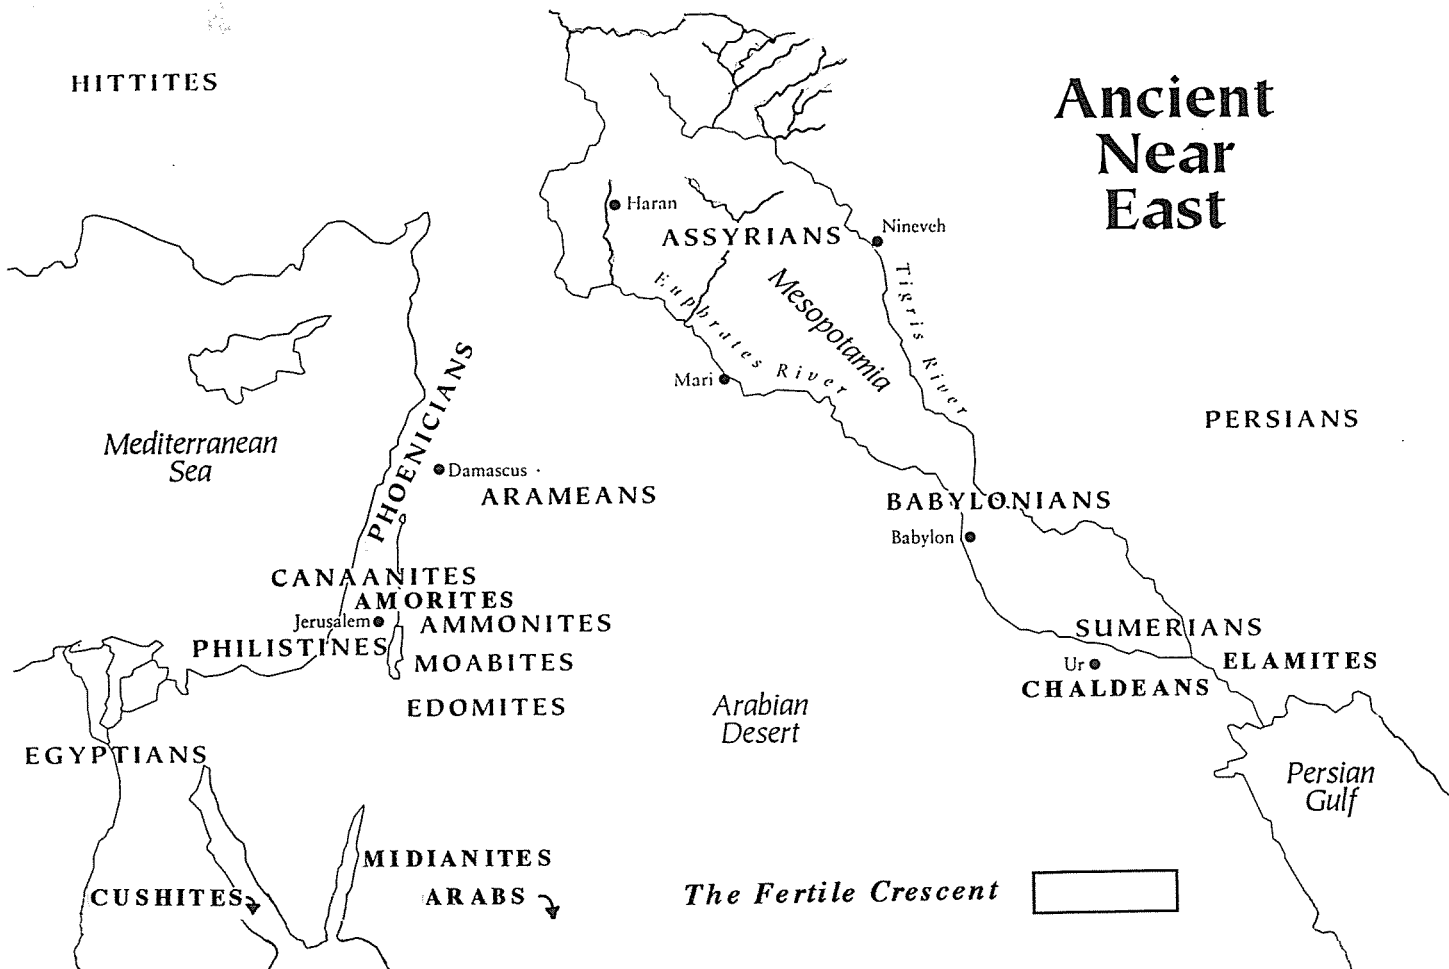 HITTITES
Ancient
Near
East
Haran
ASSYRIANS
Nineveh
Euphrates River
Mesopotamia
Tigris River
Mari
PERSIANS
Mediterranean
Sea
PHOENICIANS
Damascus
ARAMEANS
BABYLONIANS
Babylon
CANAANITES
AMORITES
Jerusalem
AMMONITES
PHILISTINES
MOABITES
EDOMITES
SUMERIANS
Ur
ELAMITES
CHALDEANS
Arabian
Desert
EGYPTIANS
Persian
Gulf
MIDIANITES
CUSHITES
ARABS
The Fertile Crescent